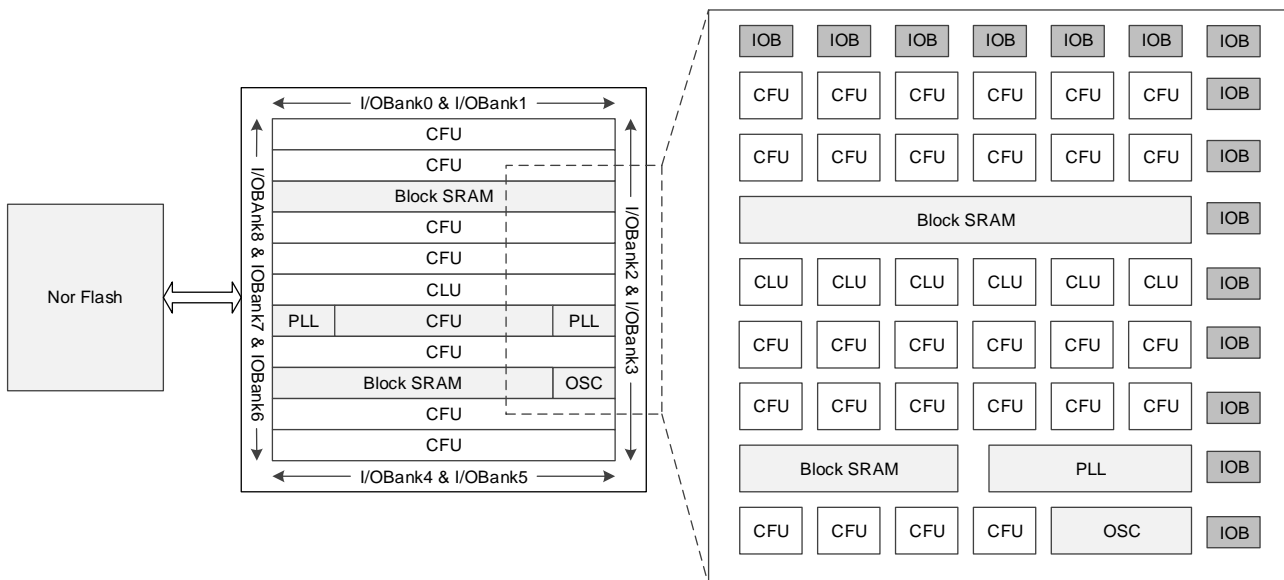 Nor Flash
I/OBank0 & I/OBank1
I/OBAnk8 & IOBank7 & IOBank6
CFU
CFU
Block SRAM
CFU
CFU
CLU
PLL CFU PLL
CFU
Block SRAM OSC
CFU
CFU
I/OBank2 & I/OBank3
I/OBank4 & I/OBank5
IOB IOB IOB IOB IOB IOB IOB
CFU CFU CFU CFU CFU CFU IOB
CFU CFU CFU CFU CFU CFU IOB
Block SRAM IOB
CLU CLU CLU CLU CLU CLU IOB
CFU CFU CFU CFU CFU CFU IOB
CFU CFU CFU CFU CFU CFU IOB
Block SRAM PLL IOB
CFU CFU CFU CFU OSC IOB